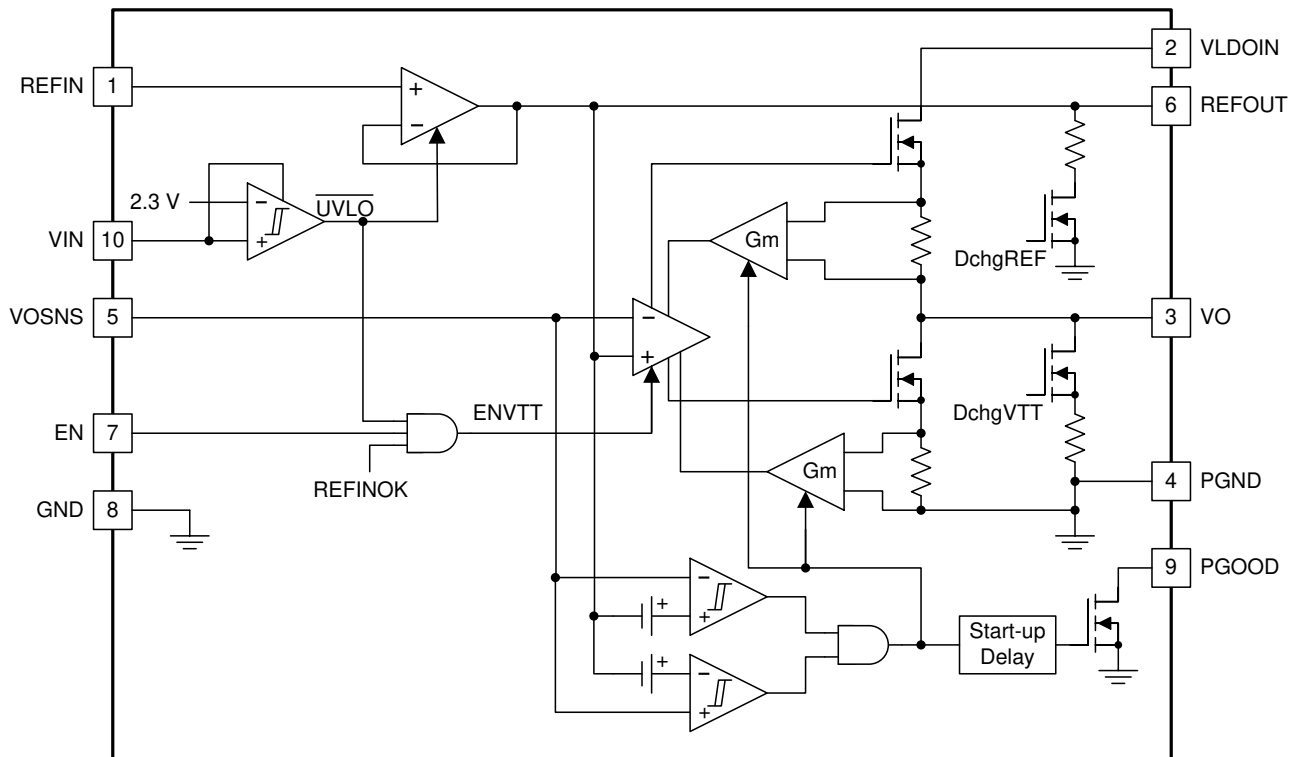 2 VLDOIN
REFIN 1
+
−
6 REFOUT
2.3 V
−
+
UVLO
VIN 10
Gm
DchgREF
VOSNS 5
−
+
3 VO
DchgVTT
EN 7
ENVTT
REFINOK
Gm
4 PGND
GND 8
9 PGOOD
−
+
+
Start-up
Delay
+
−
+